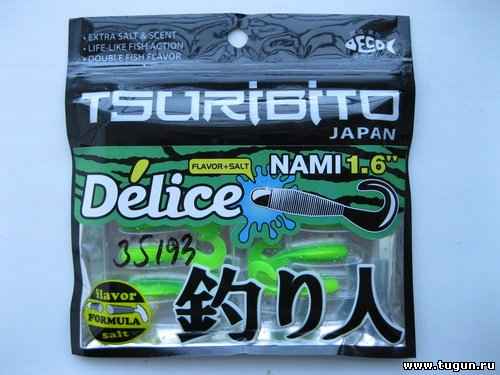 • EXTRA SALT & SCENT
• LIFE-LIKE FISH ACTION
• DOUBLE FISH FLAVOR
ECO
TSURIBITO
JAPAN
FLAVOR+SALT
NAMI 1.6"
Délice
35193
flavor
FORMULA
salt
釣り人
www.tugun.ru